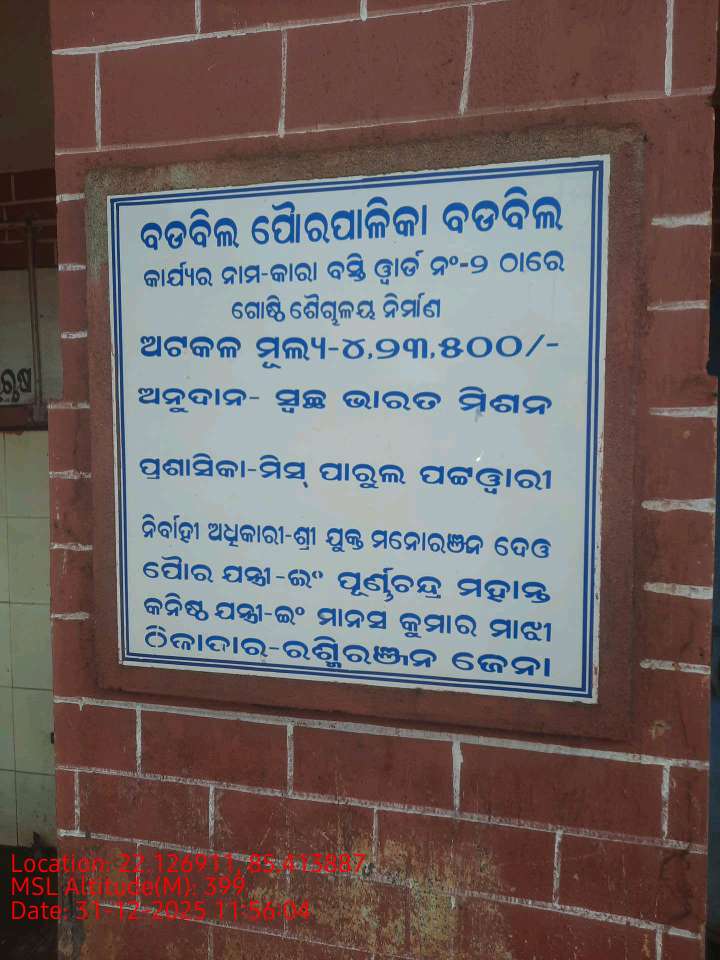 ବଡବିଲ ପୌରପାଳିକା ବଡବିଲ
କାର୍ଯ୍ୟର ନାମ-କାରା ବସ୍ତି ୱାର୍ଡ ନଂ-୨ ଠାରେ
ଗୋଷ୍ଠି ଶୌଚାଳୟ ନିର୍ମାଣ
ଅଟକଳ ମୂଲ୍ୟ-୪,୨୩,୫୦୦/-
ଅନୁଦାନ- ସ୍ୱଚ୍ଛ ଭାରତ ମିଶନ
ପ୍ରଶାସିକା-ମିସ୍ ପାରୁଲ ପଟ୍ଟୱାରୀ
ନିର୍ବାହୀ ଅଧିକାରୀ-ଶ୍ରୀ ଯୁକ୍ତ ମନୋରଞ୍ଜନ ଦେଓ
ପୌର ଯନ୍ତ୍ରୀ-ଇଂ ପୂର୍ଣ୍ଣଚନ୍ଦ୍ର ମହାନ୍ତ
କନିଷ୍ଠ ଯନ୍ତ୍ରୀ-ଇଂ ମାନସ କୁମାର ମାଝୀ
ଠିକାଦାର-ରଶ୍ମିରଞ୍ଜନ ଜେନା
Location: 22.126911, 85.413887
MSL Altitude(M): 399
Date: 31-12-2025 11:56:04